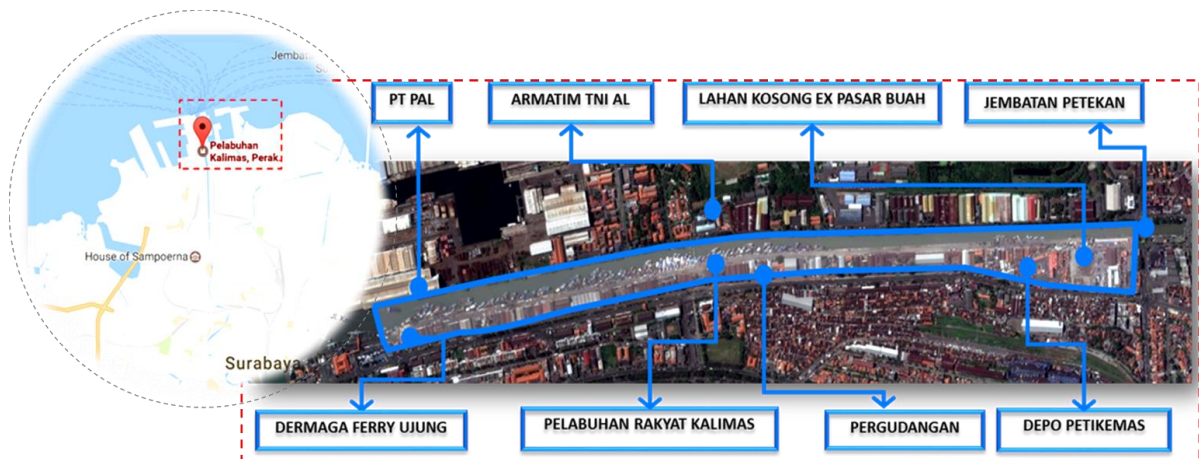 Jembat
PT PAL
ARMATIM TNI AL
LAHAN KOSONG EX PASAR BUAH
JEMBATAN PETEKAN
Pelabuhan
Kalimas, Perak.
House of Sampoerna
Surabaya
DERMAGA FERRY UJUNG
PELABUHAN RAKYAT KALIMAS
PERGUDANGAN
DEPO PETIKEMAS